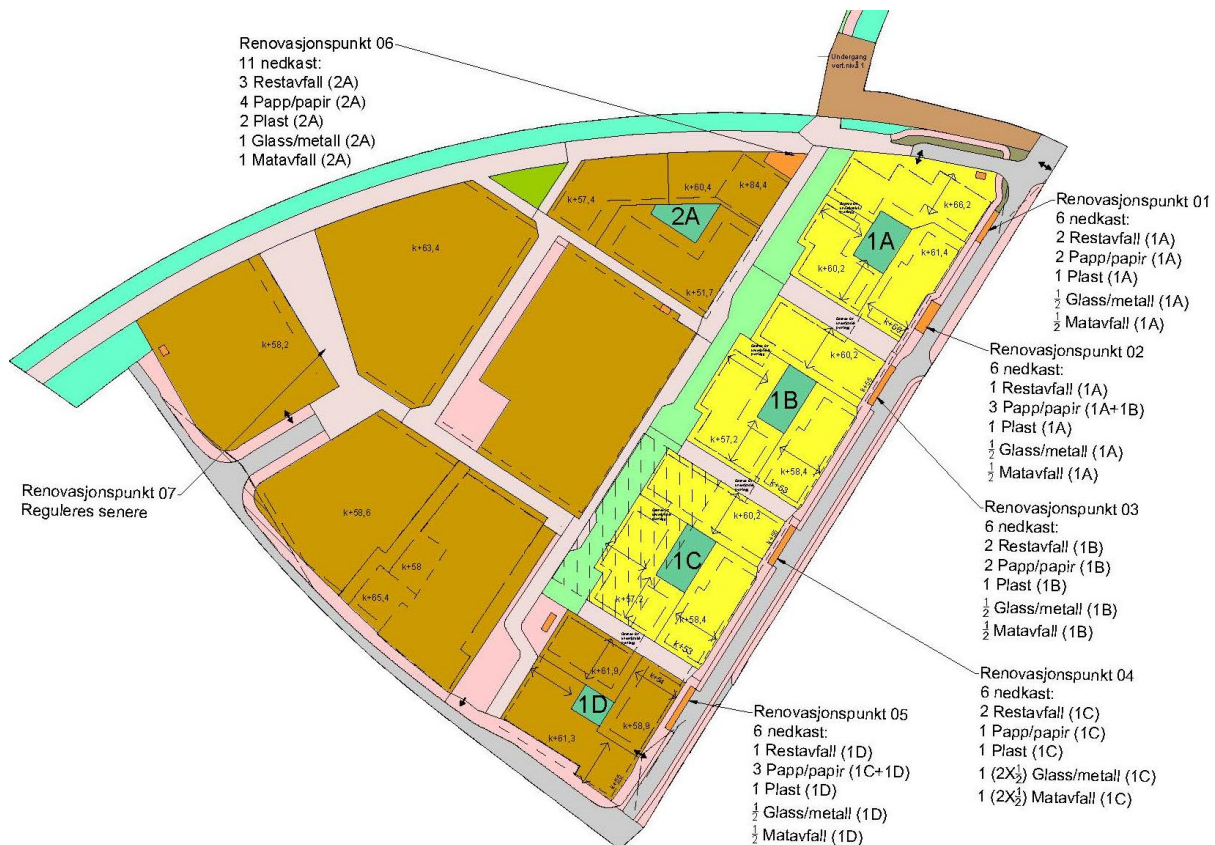 Renovasjonspunkt 06
11 nedkast:
3 Restavfall (2A)
4 Papp/papir (2A)
2 Plast (2A)
1 Glass/metall (2A)
1 Matavfall (2A)
Undergang
vert.nivå 1
Renovasjonspunkt 01
6 nedkast:
2 Restavfall (1A)
2 Papp/papir (1A)
1 Plast (1A)
½ Glass/metall (1A)
½ Matavfall (1A)
Renovasjonspunkt 02
6 nedkast:
1 Restavfall (1A)
3 Papp/papir (1A+1B)
1 Plast (1A)
½ Glass/metall (1A)
½ Matavfall (1A)
Renovasjonspunkt 03
6 nedkast:
2 Restavfall (1B)
2 Papp/papir (1B)
1 Plast (1B)
½ Glass/metall (1B)
½ Matavfall (1B)
Renovasjonspunkt 04
6 nedkast:
2 Restavfall (1C)
1 Papp/papir (1C)
1 Plast (1C)
1 (2X½) Glass/metall (1C)
1 (2X½) Matavfall (1C)
Renovasjonspunkt 05
6 nedkast:
1 Restavfall (1D)
3 Papp/papir (1C+1D)
1 Plast (1D)
½ Glass/metall (1D)
½ Matavfall (1D)
Renovasjonspunkt 07
Reguleres senere
k+57,4
k+60,4
k+84,4
2A
k+51,7
k+63,4
k+58,2
k+58,6
k+58
k+65,4
k+66,2
1A
k+61,4
k+60,2
k+60,2
1B
k+57,2
k+58,4
k+53
k+60,2
1C
k+57,2
k+58,4
k+53
k+61,9
k+54
1D
k+58,9
k+61,3